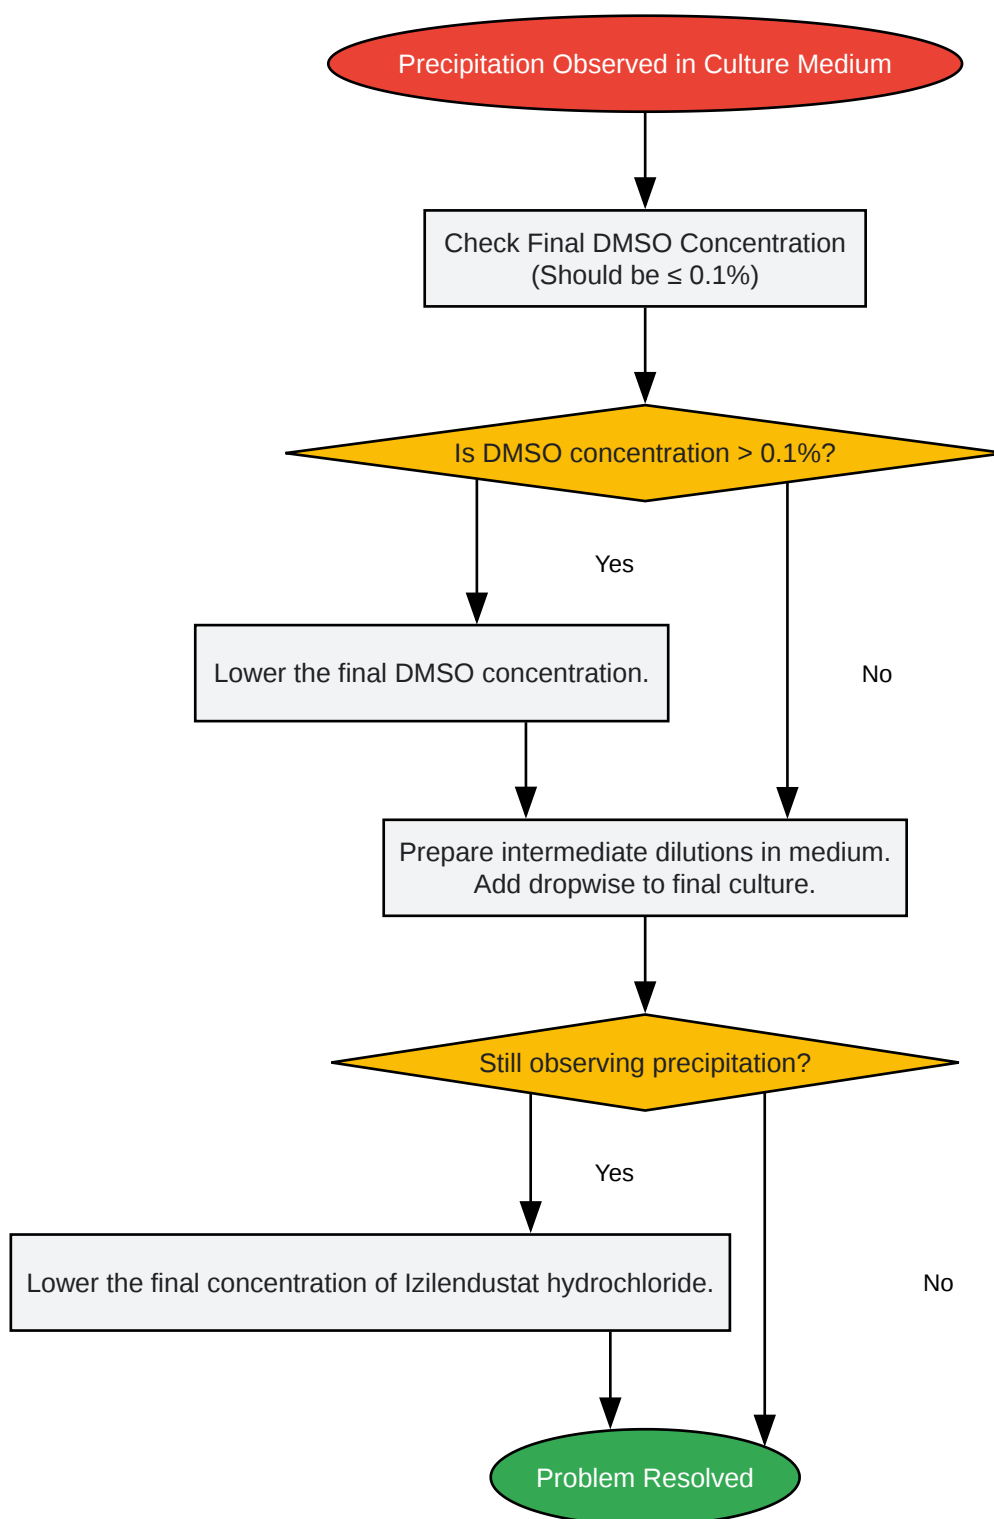 Precipitation Observed in Culture Medium
Check Final DMSO Concentration
(Should be ≤ 0.1%)
Is DMSO concentration > 0.1%?
Yes
Lower the final DMSO concentration.
No
Prepare intermediate dilutions in medium.
Add dropwise to final culture.
Still observing precipitation?
Yes
Lower the final concentration of Izilendustat hydrochloride.
No
Problem Resolved